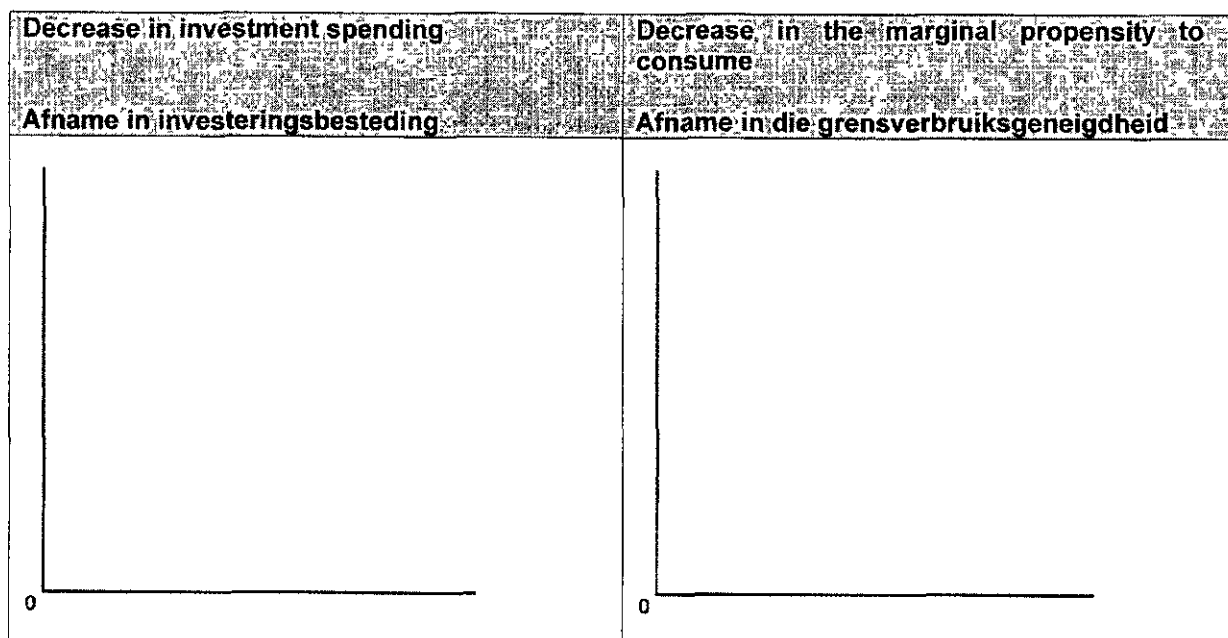 Decrease in investment spending
Afname in investeringsbesteding
Decrease in the marginal propensity to
consume
Afname in die grensverbruiksgeneigdheid
0
0